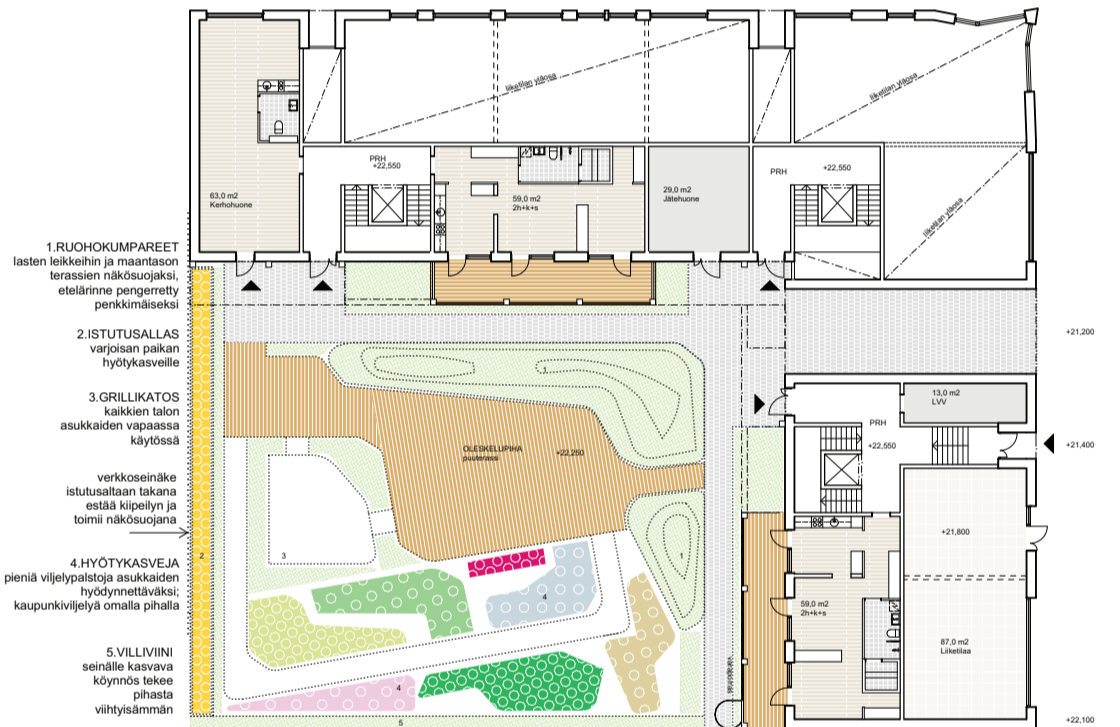 liiketilan yläosa
liiketilan yläosa
PRH
+22,550
PRH
+22,550
63,0 m2
Kerhohuone
59,0 m2
2h+k+s
29,0 m2
Jätehuone
liiketilan yläosa
1.RUOHOKUMPAREET
lasten leikkeihin ja maantason
terassien näkösuojaksi,
etelärinne pengerretty
penkkimäiseksi
2.ISTUTUSALLAS
varjoisan paikan
hyötykasveille
3.GRILLIKATOS
kaikkien talon
asukkaiden vapaassa
käytössä
verkkoseinäke
istutusaltaan takana
estää kiipeilyn ja
toimii näkösuojana
4.HYÖTYKASVEJA
pieniä viljelypalstoja asukkaiden
hyödynnettäväksi;
kaupunkiviljelyä omalla pihalla
5.VILLIVIINI
seinälle kasvava
köynnös tekee
pihasta
viihtyisämmän
1
OLESKELUPIHA
puuterassi
+22,250
2
3
1
4
4
5
+21,200
13,0 m2
LVV
PRH
+22,550
+21,400
+21,800
59,0 m2
2h+k+s
87,0 m2
Liiketilaa
+22,100